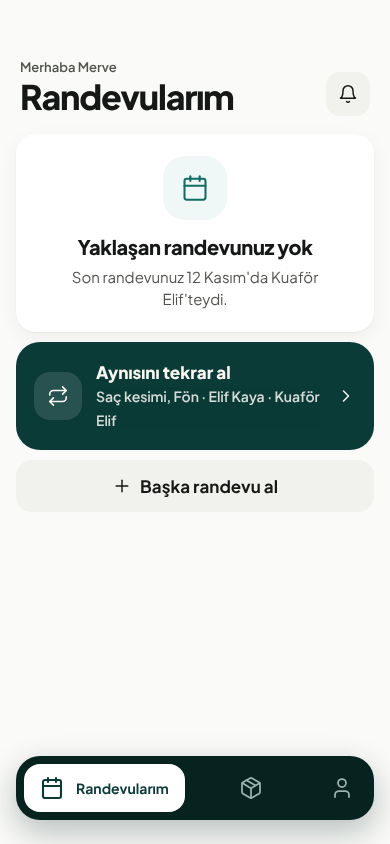 Merhaba Merve
Randevularım
Yaklaşan randevunuz yok
Son randevunuz 12 Kasım'da Kuaför
Elif'teydi.
Aynısını tekrar al
Saç kesimi, Fön · Elif Kaya · Kuaför
Elif
Başka randevu al
Randevularım